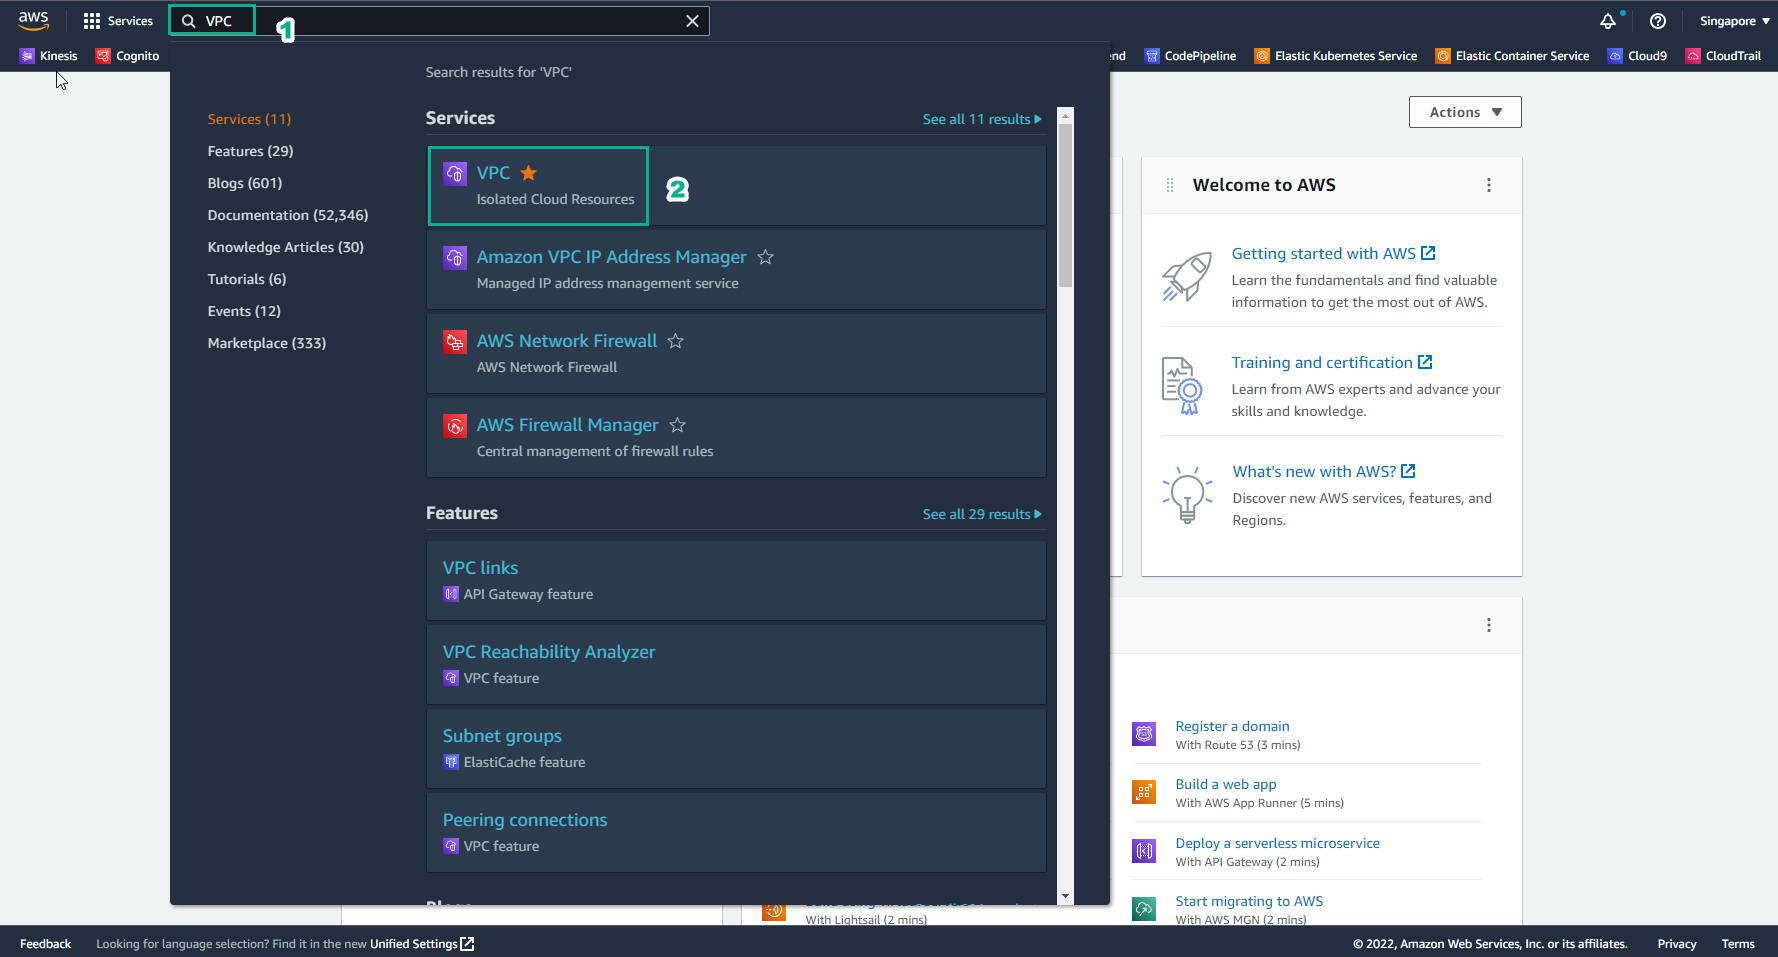 aws
Services
VPC
1
Singapore
Kinesis
Cognito
nd
CodePipeline
Elastic Kubernetes Service
Elastic Container Service
Cloud9
CloudTrail
Search results for 'VPC'
Services (11)
Features (29)
Blogs (601)
Documentation (52,346)
Knowledge Articles (30)
Tutorials (6)
Events (12)
Marketplace (333)
Services
See all 11 results
VPC
Isolated Cloud Resources
2
Amazon VPC IP Address Manager
Managed IP address management service
AWS Network Firewall
AWS Network Firewall
AWS Firewall Manager
Central management of firewall rules
Features
See all 29 results
VPC links
API Gateway feature
VPC Reachability Analyzer
VPC feature
Subnet groups
ElastiCache feature
Peering connections
VPC feature
Actions
Welcome to AWS
Getting started with AWS
Learn the fundamentals and find valuable
information to get the most out of AWS.
Training and certification
Learn from AWS experts and advance your
skills and knowledge.
What's new with AWS?
Discover new AWS services, features, and
Regions.
With Lightsail (2 mins)
Register a domain
With Route 53 (3 mins)
Build a web app
With AWS App Runner (5 mins)
Deploy a serverless microservice
With API Gateway (2 mins)
Start migrating to AWS
With AWS MGN (2 mins)
Feedback
Looking for language selection? Find it in the new Unified Settings
© 2022, Amazon Web Services, Inc. or its affiliates.
Privacy
Terms